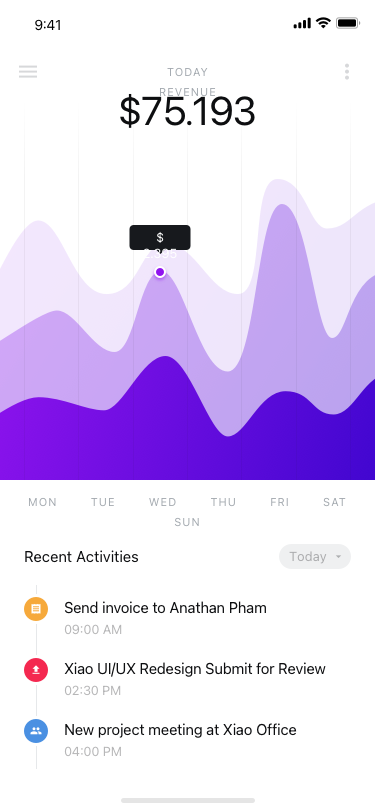 9:41
TODAY
REVENUE
$75.193
$
MON TUE WED THU FRI SAT
SUN
Recent Activities
Today
Send invoice to Anathan Pham
09:00 AM
Xiao UI/UX Redesign Submit for Review
02:30 PM
New project meeting at Xiao Office
04:00 PM